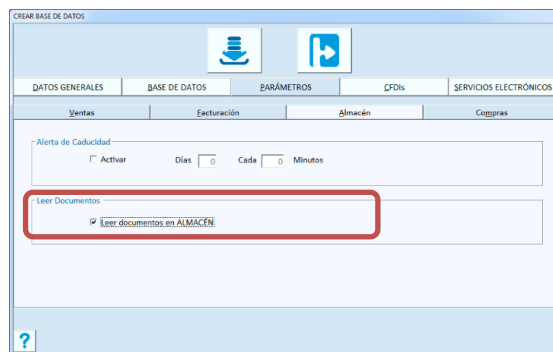 CREAR BASE DE DATOS
DATOS GENERALES BASE DE DATOS PARÁMETROS CFDIs SERVICIOS ELECTRÓNICOS
Ventas Facturación Almacén Compras
Alerta de Caducidad
Activar Días 0 Cada 0 Minutos
Leer Documentos
Leer documentos en ALMACÉN
?